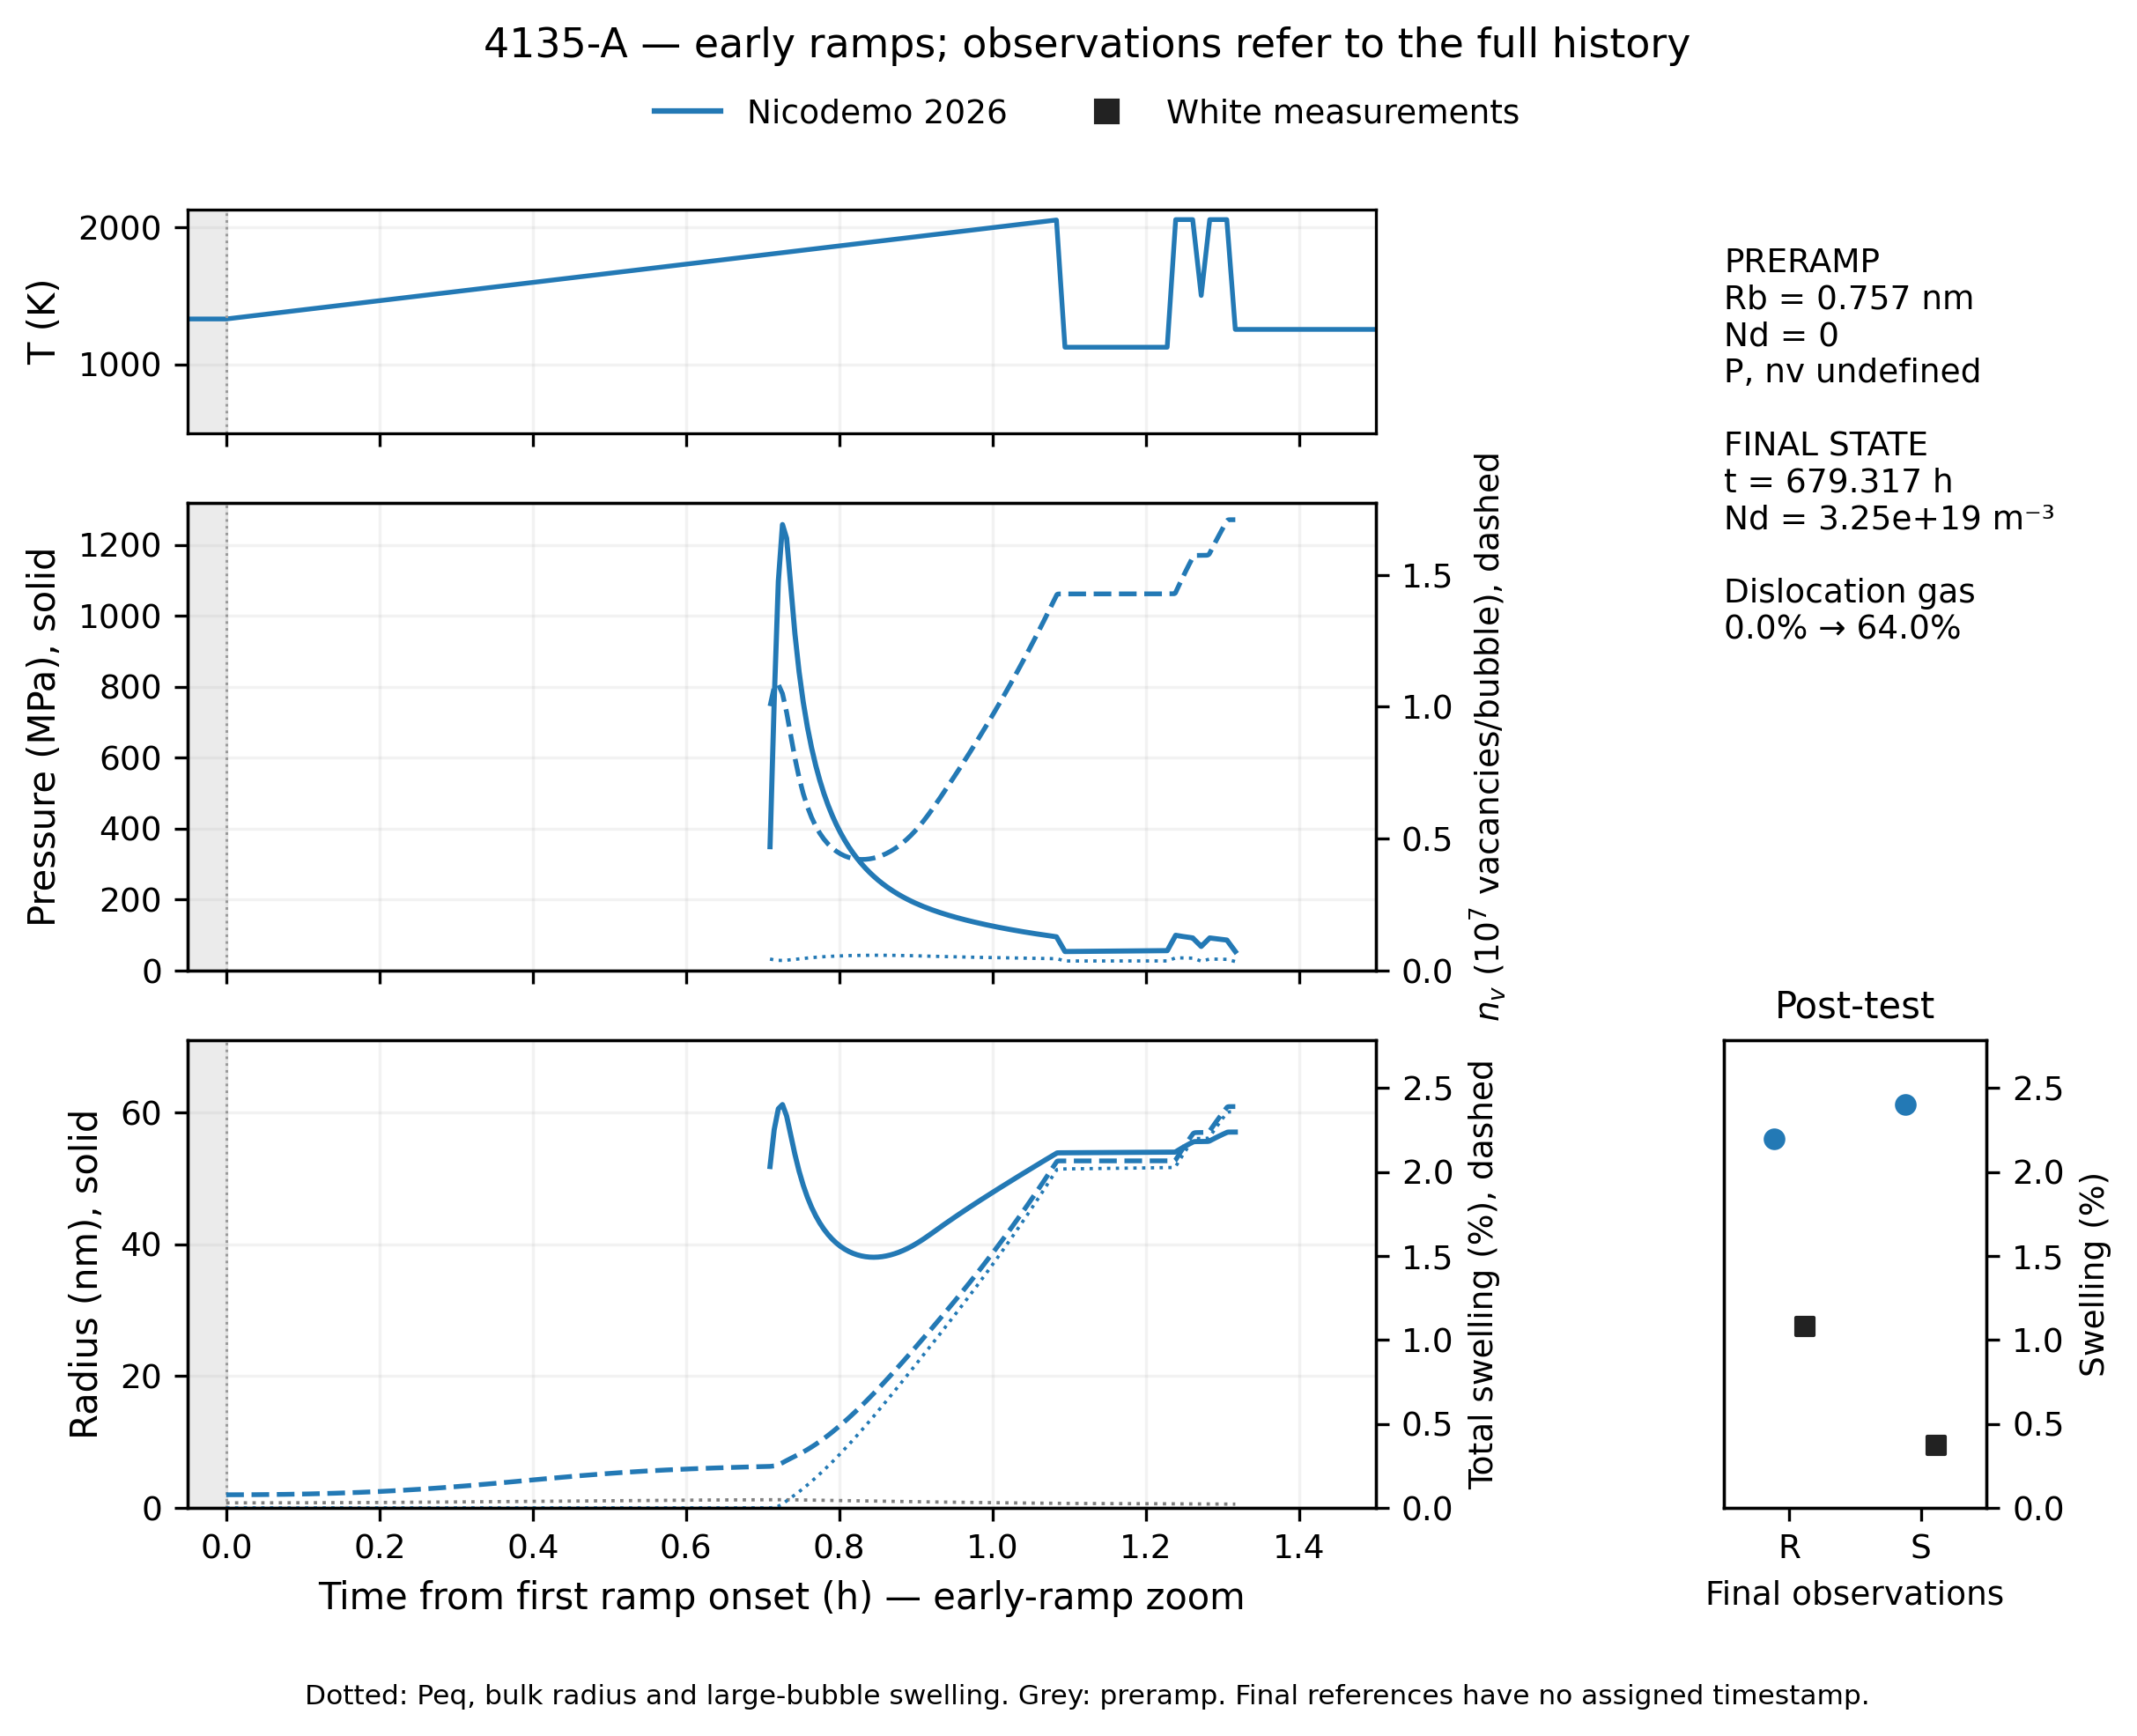 4135-A — early ramps; observations refer to the full history
Nicodemo 2026
White measurements
T (K)
2000
1000
Pressure (MPa), solid
1200
1000
800
600
400
200
0
1.5
1.0
0.5
0.0
n_v (10⁷ vacancies/bubble), dashed
Radius (nm), solid
60
40
20
0
2.5
2.0
1.5
1.0
0.5
0.0
Total swelling (%), dashed
0.0 0.2 0.4 0.6 0.8 1.0 1.2 1.4
Time from first ramp onset (h) — early-ramp zoom
PRERAMP
Rb = 0.757 nm
Nd = 0
P, nv undefined
FINAL STATE
t = 679.317 h
Nd = 3.25e+19 m⁻³
Dislocation gas
0.0% → 64.0%
Post-test
2.5
2.0
1.5
1.0
0.5
0.0
Swelling (%)
R S
Final observations
Dotted: Peq, bulk radius and large-bubble swelling. Grey: preramp. Final references have no assigned timestamp.